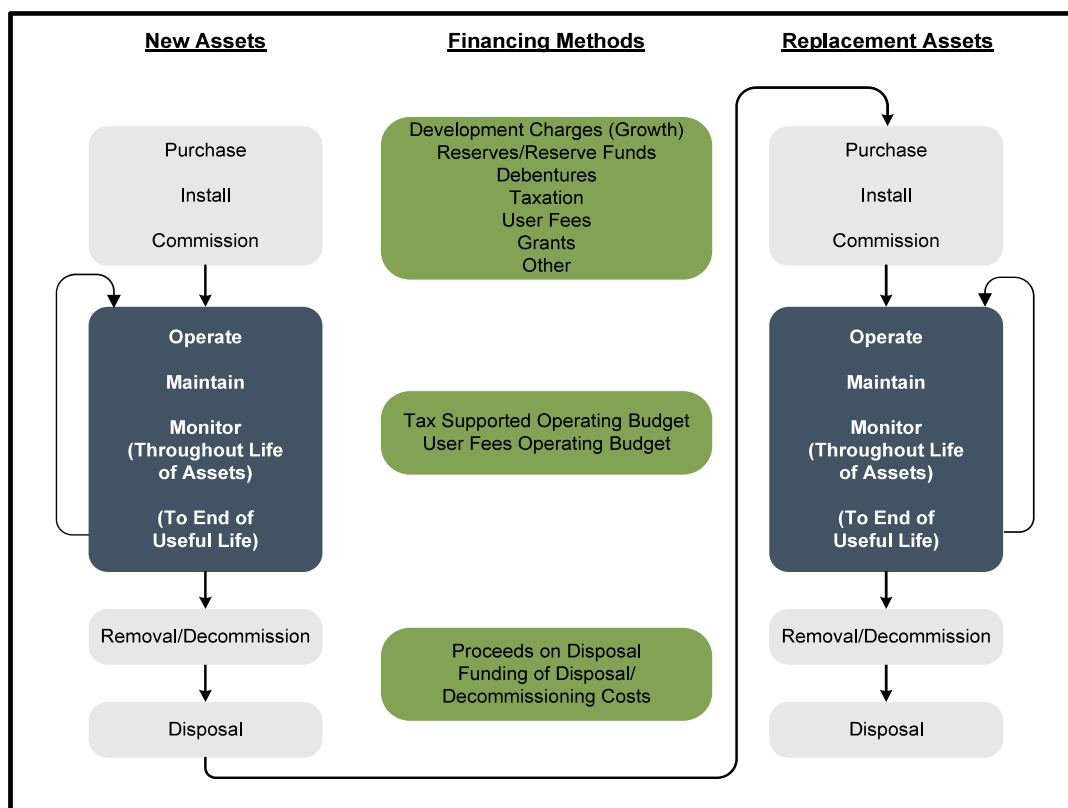 New Assets
Purchase
Install
Commission
Operate
Maintain
Monitor
(Throughout Life
of Assets)
(To End of
Useful Life)
Removal/Decommission
Disposal
Financing Methods
Development Charges (Growth)
Reserves/Reserve Funds
Debentures
Taxation
User Fees
Grants
Other
Tax Supported Operating Budget
User Fees Operating Budget
Proceeds on Disposal
Funding of Disposal/
Decommissioning Costs
Replacement Assets
Purchase
Install
Commission
Operate
Maintain
Monitor
(Throughout Life
of Assets)
(To End of
Useful Life)
Removal/Decommission
Disposal